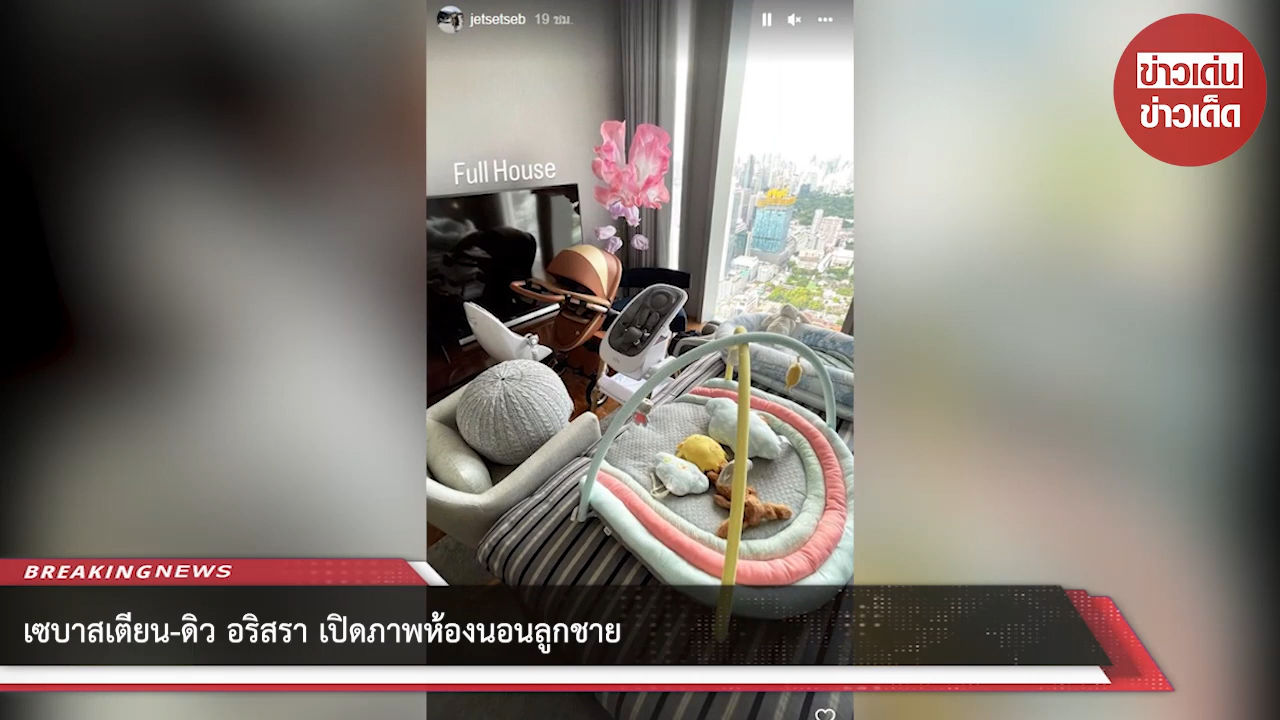 jetsetseb 19 ชม.
ข่าวเด่น
ข่าวเด็ด
Full House
BREAKINGNEWS
เซบาสเตียน-ดิว อริสรา เปิดภาพห้องนอนลูกชาย